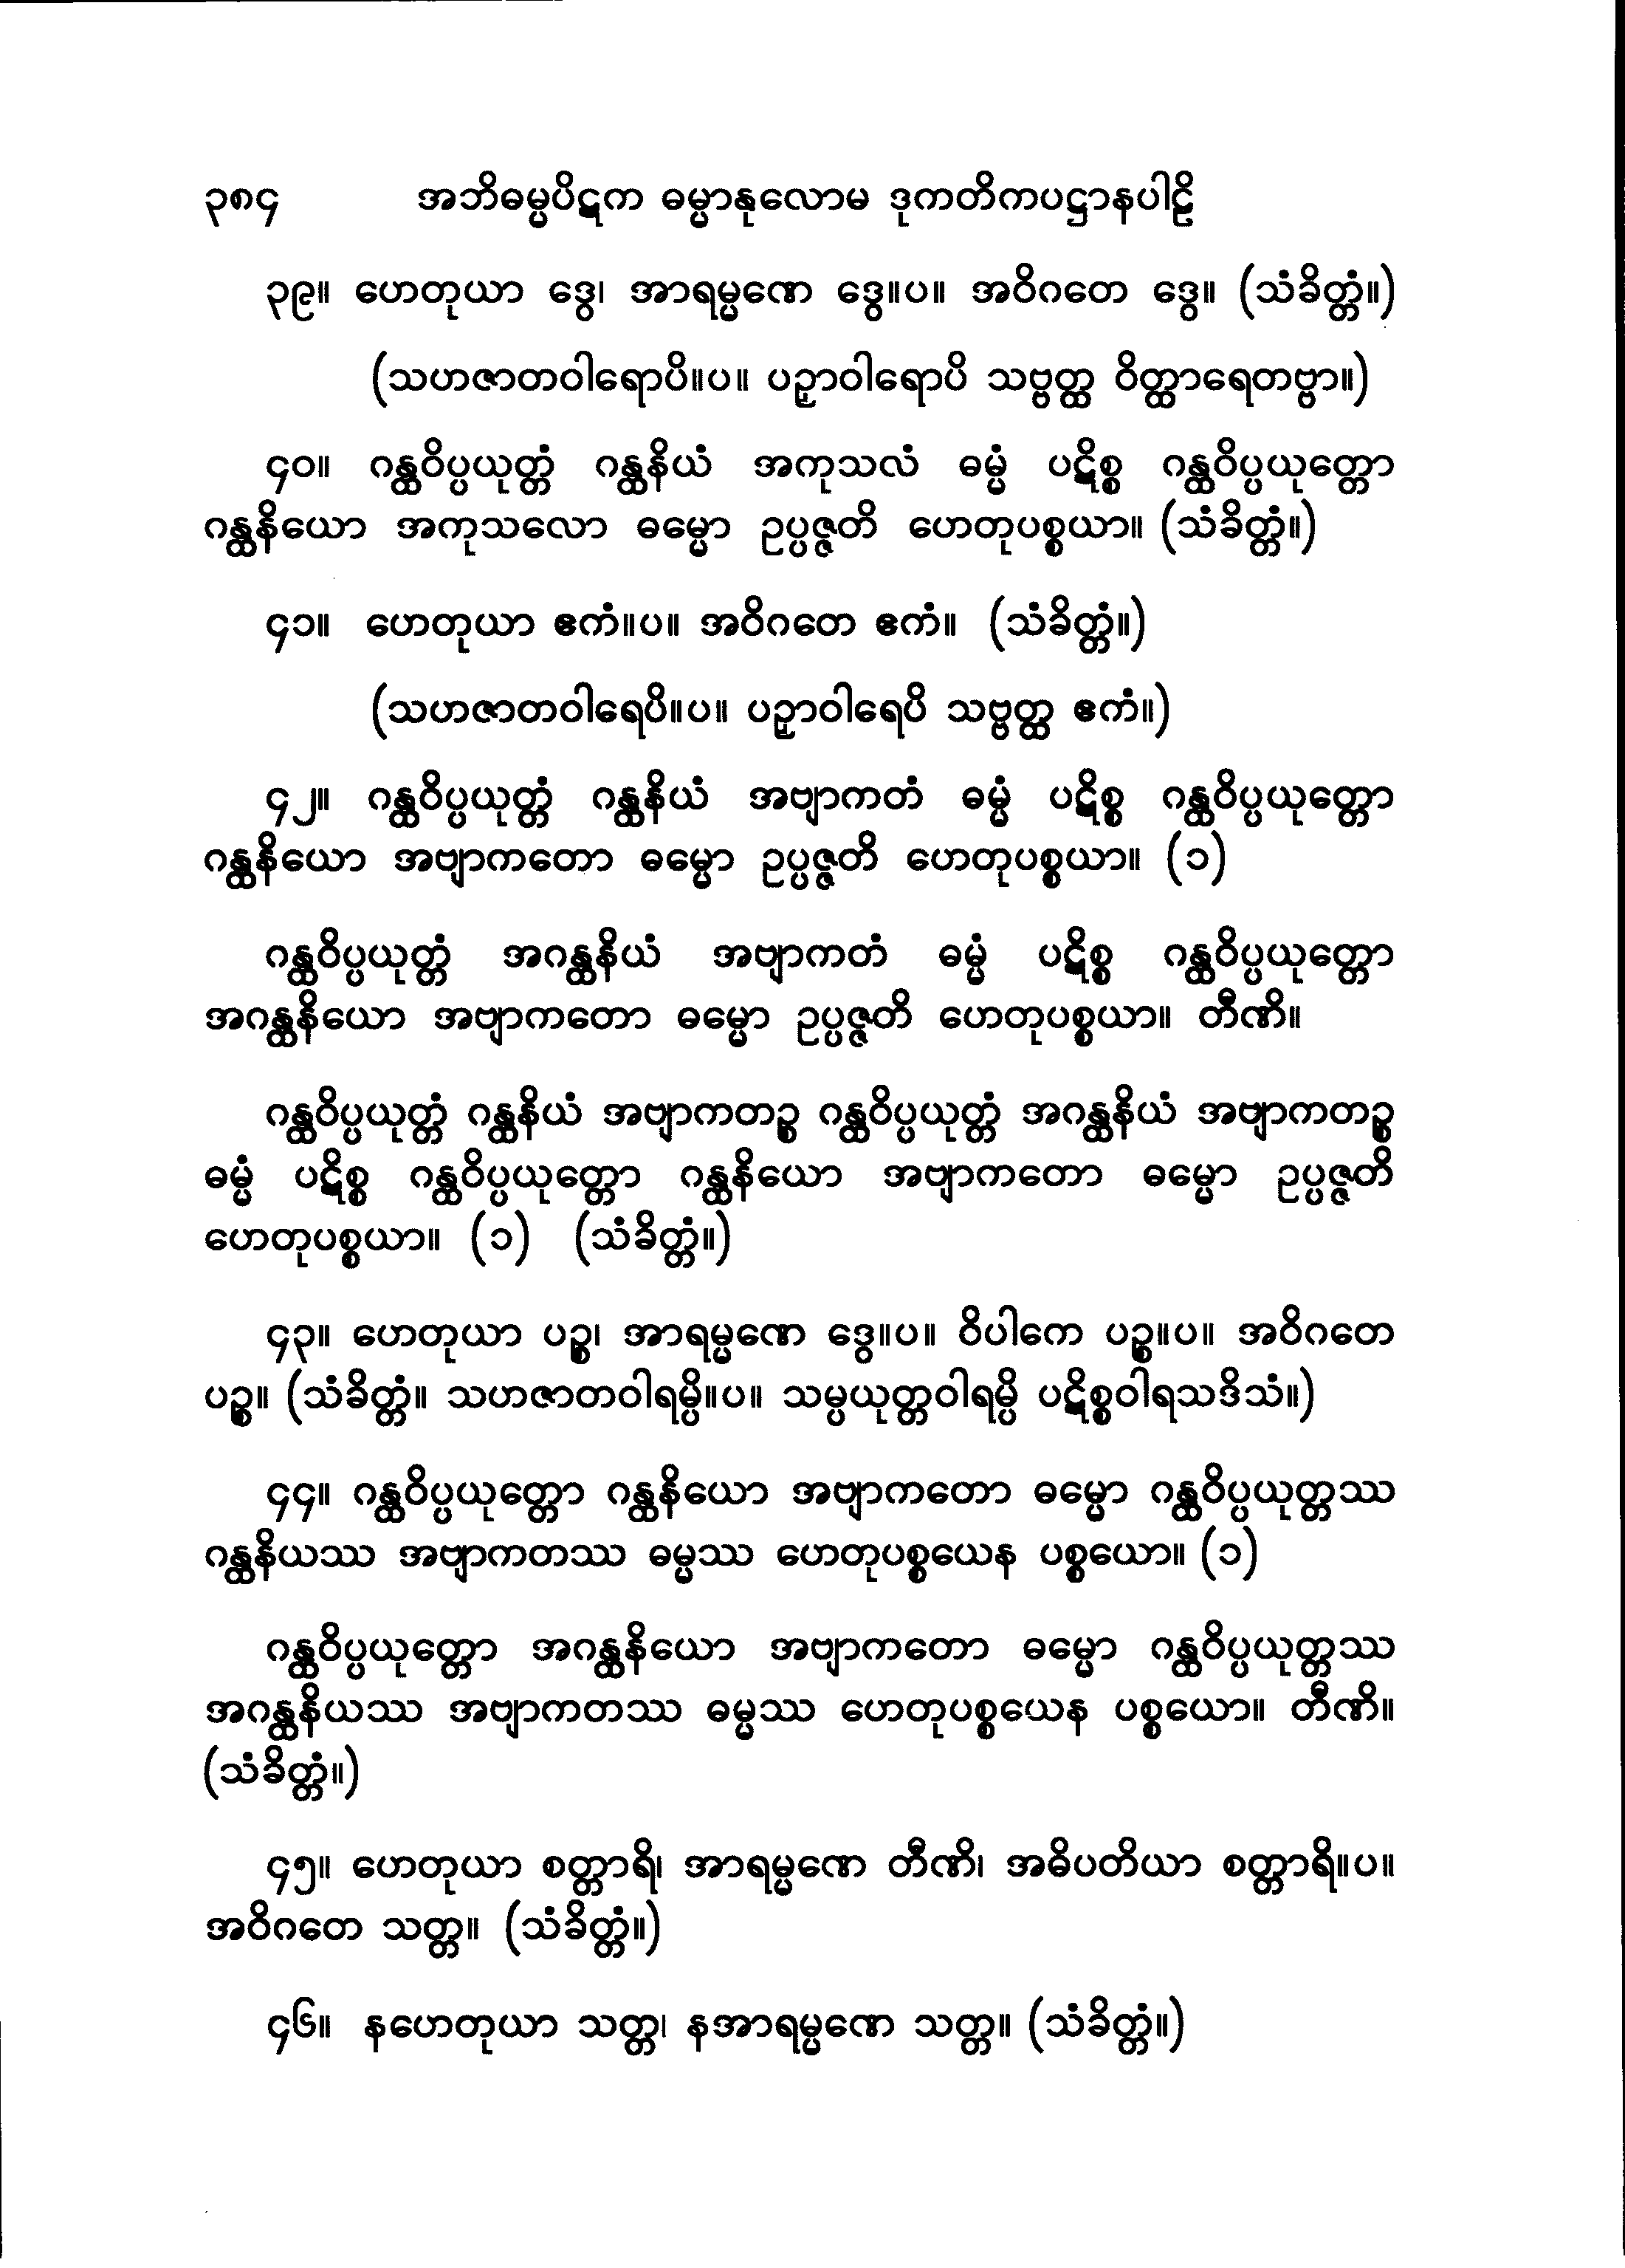 ၃၈၄ အဘိဓမ္မပိဋက ဓမ္မာနုလောမ ဒုကတိကပဋ္ဌာနပါဠိ
၃၉။ ဟေတုယာ ဒွေ၊ အာရမ္မဏေ ဒွေ။ပ။ အဝိဂတေ ဒွေ။ (သံခိတ္တံ။)
(သဟဇာတဝါရောပိ။ပ။ ပဉှာဝါရောပိ သဗ္ဗတ္ထ ဝိတ္ထာရေတဗ္ဗာ။)
၄၀။ ဂန္ထဝိပ္ပယုတ္တံ ဂန္ထနိယံ အကုသလံ ဓမ္မံ ပဋိစ္စ ဂန္ထဝိပ္ပယုတ္တော
ဂန္ထနိယော အကုသလော ဓမ္မော ဥပ္ပဇ္ဇတိ ဟေတုပစ္စယာ။ (သံခိတ္တံ။)
၄၁။ ဟေတုယာ ဧကံ။ပ။ အဝိဂတေ ဧကံ။ (သံခိတ္တံ။)
(သဟဇာတဝါရေပိ။ပ။ ပဉှာဝါရေပိ သဗ္ဗတ္ထ ဧကံ။)
၄၂။ ဂန္ထဝိပ္ပယုတ္တံ ဂန္ထနိယံ အဗျာကတံ ဓမ္မံ ပဋိစ္စ ဂန္ထဝိပ္ပယုတ္တော
ဂန္ထနိယော အဗျာကတော ဓမ္မော ဥပ္ပဇ္ဇတိ ဟေတုပစ္စယာ။ (၁)
ဂန္ထဝိပ္ပယုတ္တံ အဂန္ထနိယံ အဗျာကတံ ဓမ္မံ ပဋိစ္စ ဂန္ထဝိပ္ပယုတ္တော
အဂန္ထနိယော အဗျာကတော ဓမ္မော ဥပ္ပဇ္ဇတိ ဟေတုပစ္စယာ။ တီဏိ။
ဂန္ထဝိပ္ပယုတ္တံ ဂန္ထနိယံ အဗျာကတဉ္စ ဂန္ထဝိပ္ပယုတ္တံ အဂန္ထနိယံ အဗျာကတဉ္စ
ဓမ္မံ ပဋိစ္စ ဂန္ထဝိပ္ပယုတ္တော ဂန္ထနိယော အဗျာကတော ဓမ္မော ဥပ္ပဇ္ဇတိ
ဟေတုပစ္စယာ။ (၁) (သံခိတ္တံ။)
၄၃။ ဟေတုယာ ပဉ္စ၊ အာရမ္မဏေ ဒွေ။ပ။ ဝိပါကေ ပဉ္စ။ပ။ အဝိဂတေ
ပဉ္စ။ (သံခိတ္တံ။ သဟဇာတဝါရမ္ပိ။ပ။ သမ္ပယုတ္တဝါရမ္ပိ ပဋိစ္စဝါရသဒိသံ။)
၄၄။ ဂန္ထဝိပ္ပယုတ္တော ဂန္ထနိယော အဗျာကတော ဓမ္မော ဂန္ထဝိပ္ပယုတ္တဿ
ဂန္ထနိယဿ အဗျာကတဿ ဓမ္မဿ ဟေတုပစ္စယေန ပစ္စယော။ (၁)
ဂန္ထဝိပ္ပယုတ္တော အဂန္ထနိယော အဗျာကတော ဓမ္မော ဂန္ထဝိပ္ပယုတ္တဿ
အဂန္ထနိယဿ အဗျာကတဿ ဓမ္မဿ ဟေတုပစ္စယေန ပစ္စယော။ တီဏိ။
(သံခိတ္တံ။)
၄၅။ ဟေတုယာ စတ္တာရိ၊ အာရမ္မဏေ တီဏိ၊ အဓိပတိယာ စတ္တာရိ။ပ။
အဝိဂတေ သတ္တ။ (သံခိတ္တံ။)
၄၆။ နဟေတုယာ သတ္တ၊ နအာရမ္မဏေ သတ္တ။ (သံခိတ္တံ။)